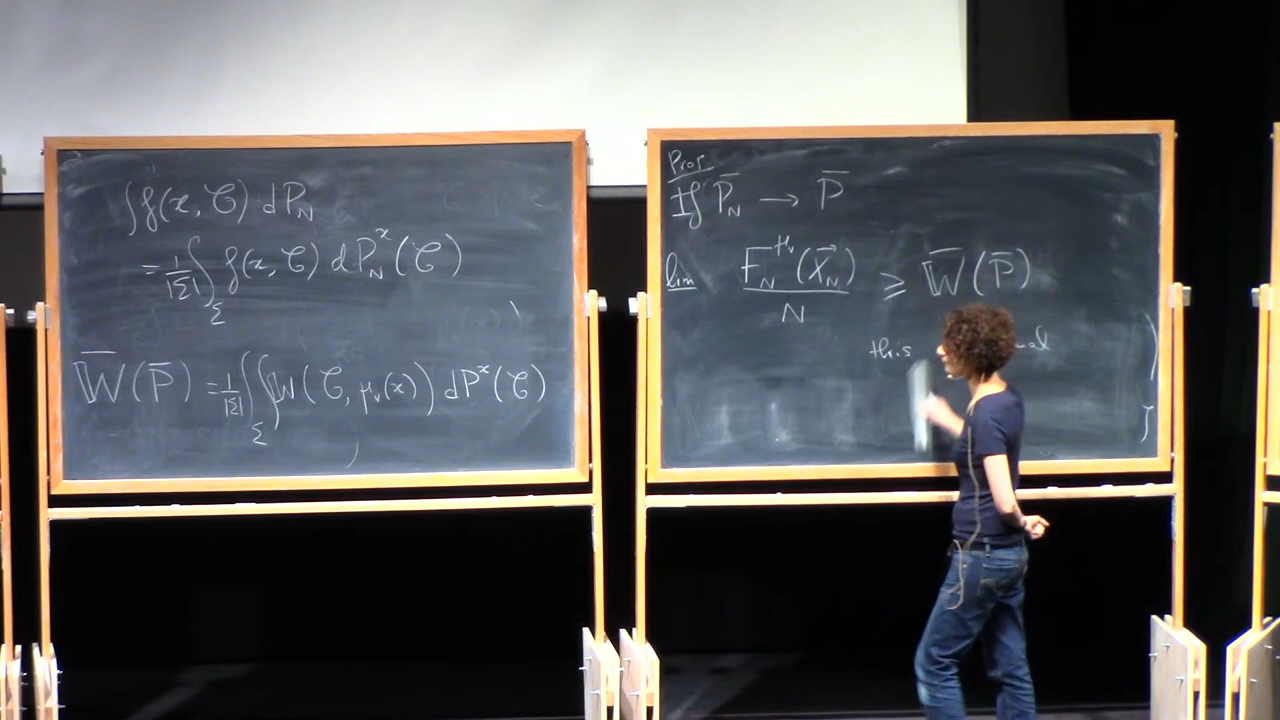 ∫f(x, 𝒞) dP_N
= 1/|Σ| ∫_Σ f(x, 𝒞) dP_N^x(𝒞)
𝕎̄(P̄) = 1/|Σ| ∫_Σ ∫ 𝕎(𝒞, μ_V(x)) dP^x(𝒞)
Prop
If P̄_N → P̄
lim F_N^{μ_V}(X⃗_N) / N ≥ 𝕎̄(P̄)
this